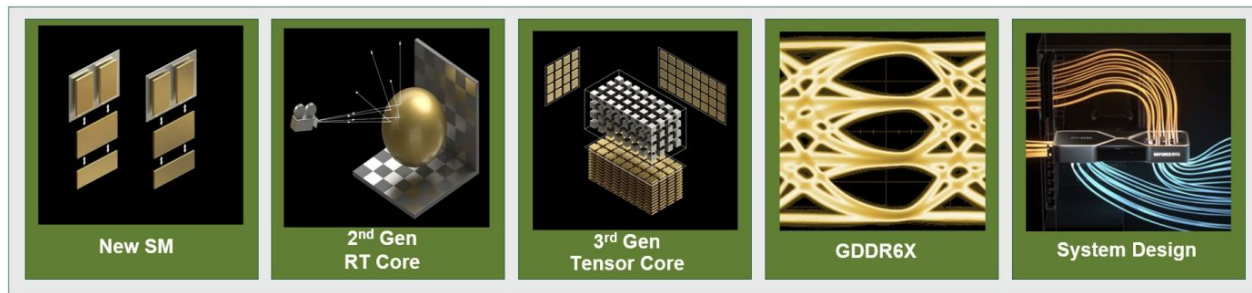 New SM
2nd Gen
RT Core
3rd Gen
Tensor Core
GDDR6X
System Design